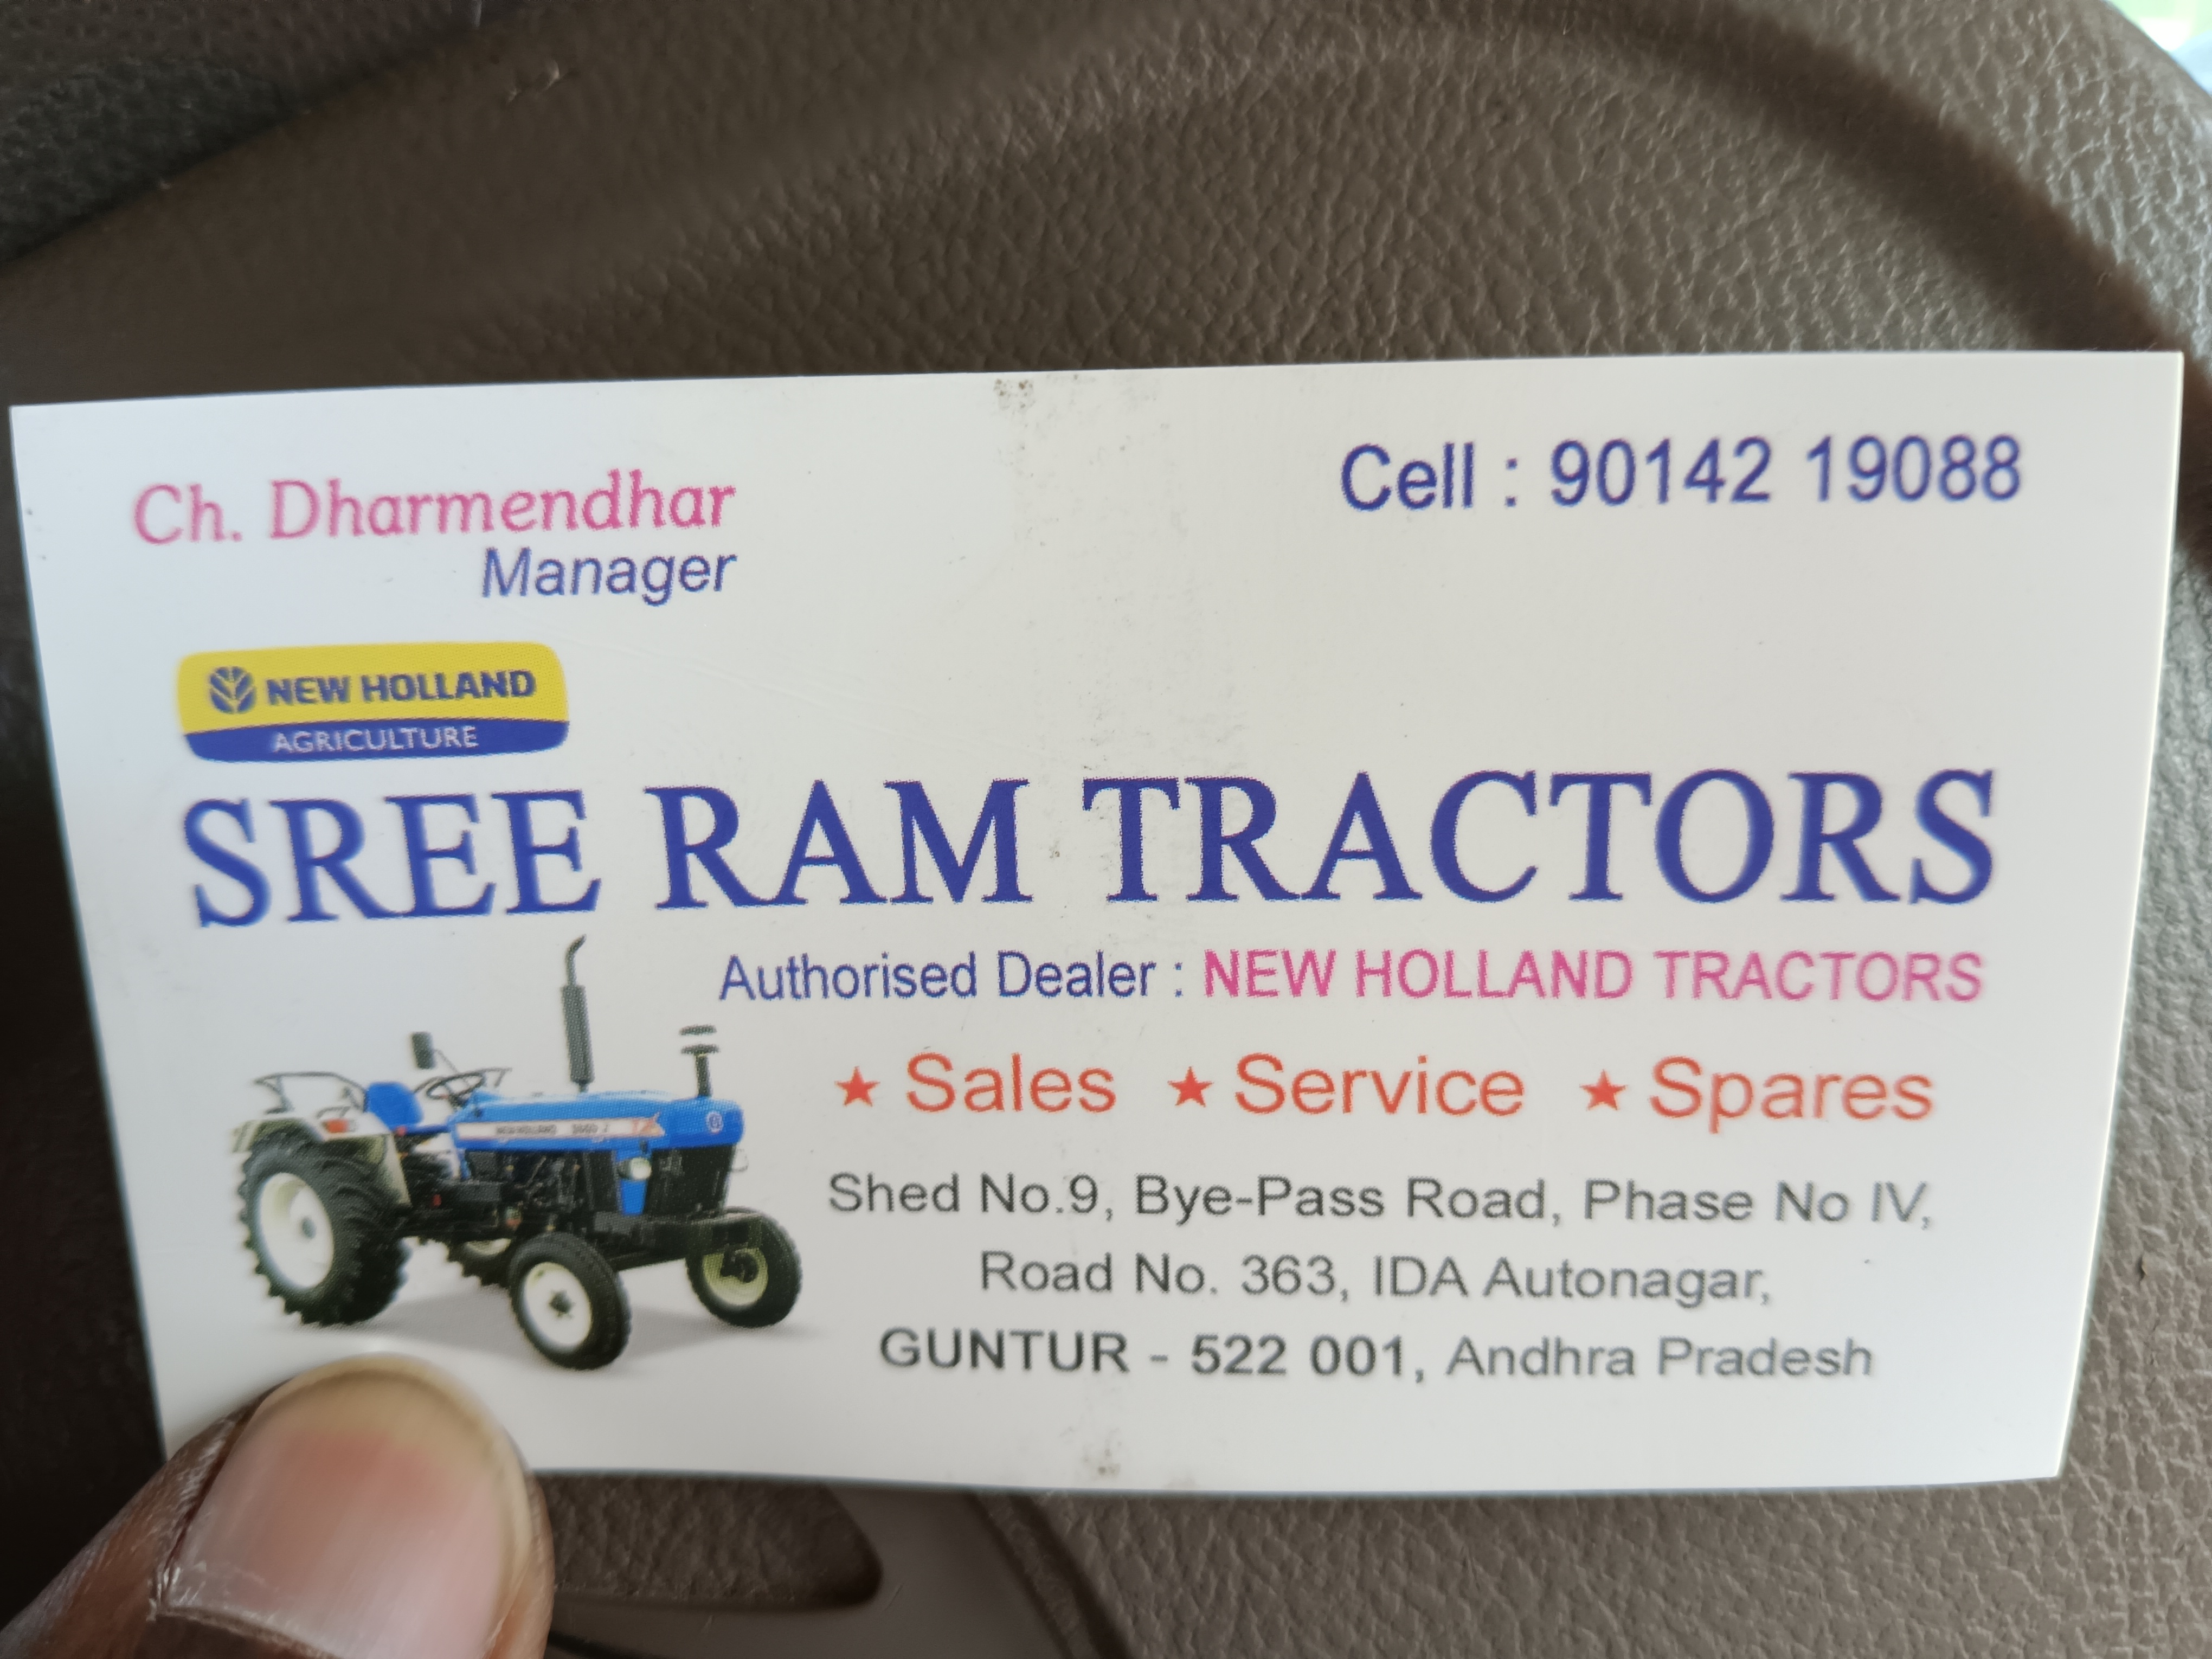 Ch. Dharmendhar
Manager
Cell : 90142 19088
NEW HOLLAND
AGRICULTURE
SREE RAM TRACTORS
Authorised Dealer : NEW HOLLAND TRACTORS
★ Sales ★ Service ★ Spares
NEW HOLLAND
Shed No.9, Bye-Pass Road, Phase No IV,
Road No. 363, IDA Autonagar,
GUNTUR - 522 001, Andhra Pradesh